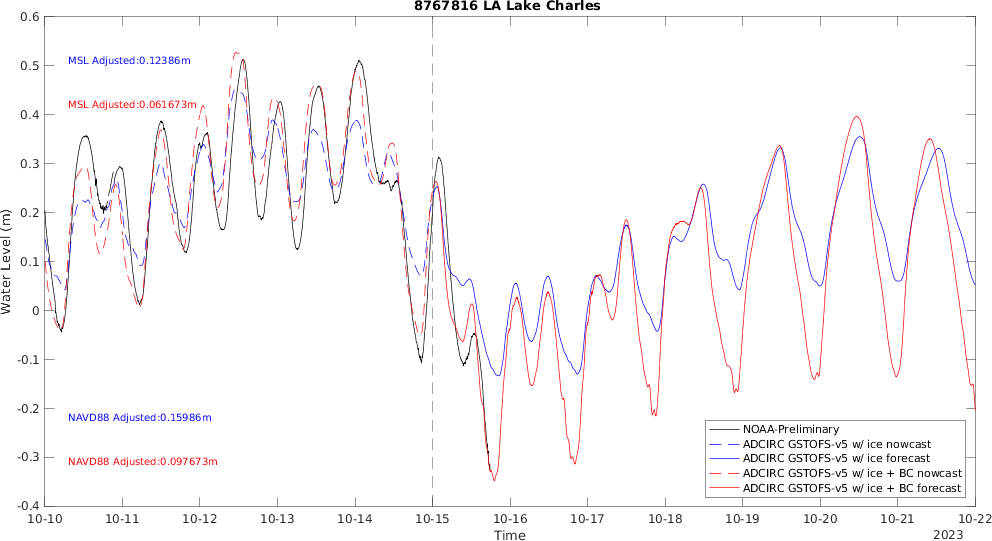 8767816 LA Lake Charles
0.6
0.5
0.4
0.3
0.2
0.1
0
-0.1
-0.2
-0.3
-0.4
Water Level (m)
MSL Adjusted:0.12386m
MSL Adjusted:0.061673m
NAVD88 Adjusted:0.15986m
NAVD88 Adjusted:0.097673m
NOAA-Preliminary
ADCIRC GSTOFS-v5 w/ ice nowcast
ADCIRC GSTOFS-v5 w/ ice forecast
ADCIRC GSTOFS-v5 w/ ice + BC nowcast
ADCIRC GSTOFS-v5 w/ ice + BC forecast
10-10 10-11 10-12 10-13 10-14 10-15 10-16 10-17 10-18 10-19 10-20 10-21 10-22
Time
2023